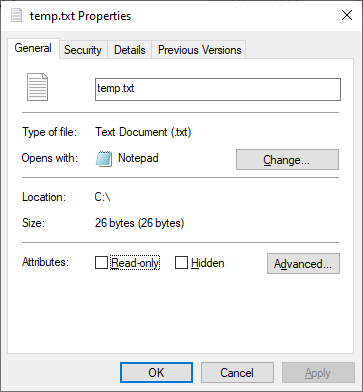 temp.txt Properties
General Security Details Previous Versions
temp.txt
Type of file: Text Document (.txt)
Opens with: Notepad Change...
Location: C:\
Size: 26 bytes (26 bytes)
Attributes: Read-only Hidden Advanced...
OK Cancel Apply